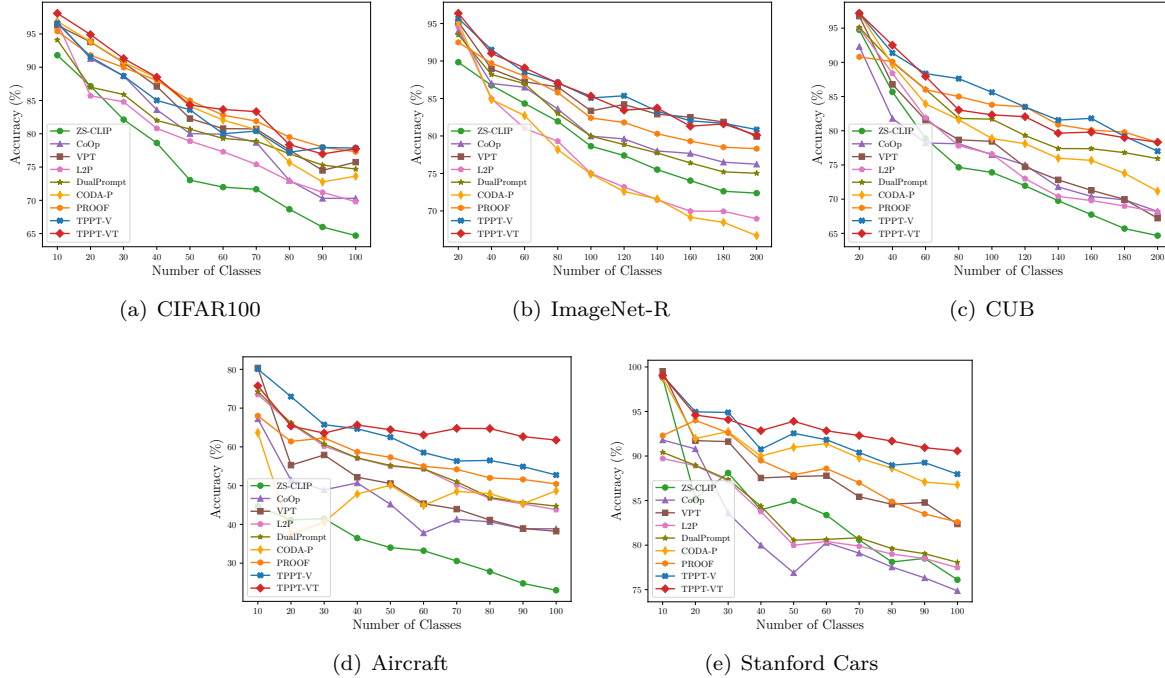 95
90
85
80
75
70
65
Accuracy (%)
ZS-CLIP
CoOp
VPT
L2P
DualPrompt
CODA-P
PROOF
TPPT-V
TPPT-VT
10 20 30 40 50 60 70 80 90 100
Number of Classes
(a) CIFAR100
95
90
85
80
75
70
Accuracy (%)
ZS-CLIP
CoOp
VPT
L2P
DualPrompt
CODA-P
PROOF
TPPT-V
TPPT-VT
20 40 60 80 100 120 140 160 180 200
Number of Classes
(b) ImageNet-R
95
90
85
80
75
70
65
Accuracy (%)
ZS-CLIP
CoOp
VPT
L2P
DualPrompt
CODA-P
PROOF
TPPT-V
TPPT-VT
20 40 60 80 100 120 140 160 180 200
Number of Classes
(c) CUB
80
70
60
50
40
30
Accuracy (%)
ZS-CLIP
CoOp
VPT
L2P
DualPrompt
CODA-P
PROOF
TPPT-V
TPPT-VT
10 20 30 40 50 60 70 80 90 100
Number of Classes
(d) Aircraft
100
95
90
85
80
75
Accuracy (%)
ZS-CLIP
CoOp
VPT
L2P
DualPrompt
CODA-P
PROOF
TPPT-V
TPPT-VT
10 20 30 40 50 60 70 80 90 100
Number of Classes
(e) Stanford Cars